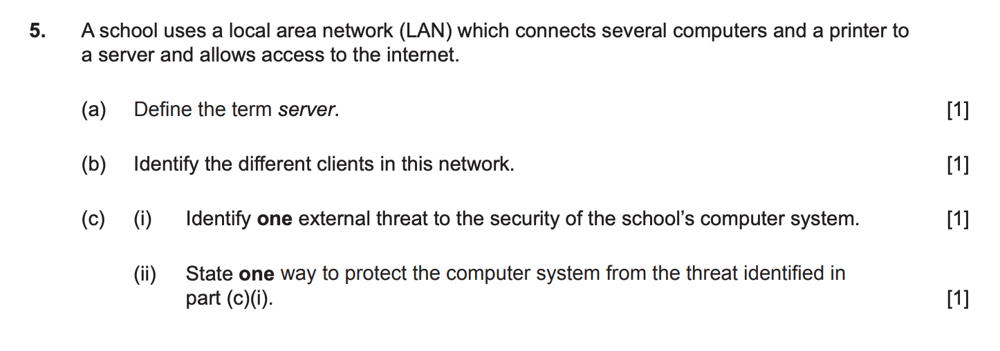 5. A school uses a local area network (LAN) which connects several computers and a printer to
a server and allows access to the internet.
(a) Define the term server. [1]
(b) Identify the different clients in this network. [1]
(c) (i) Identify one external threat to the security of the school's computer system. [1]
(ii) State one way to protect the computer system from the threat identified in
part (c)(i). [1]